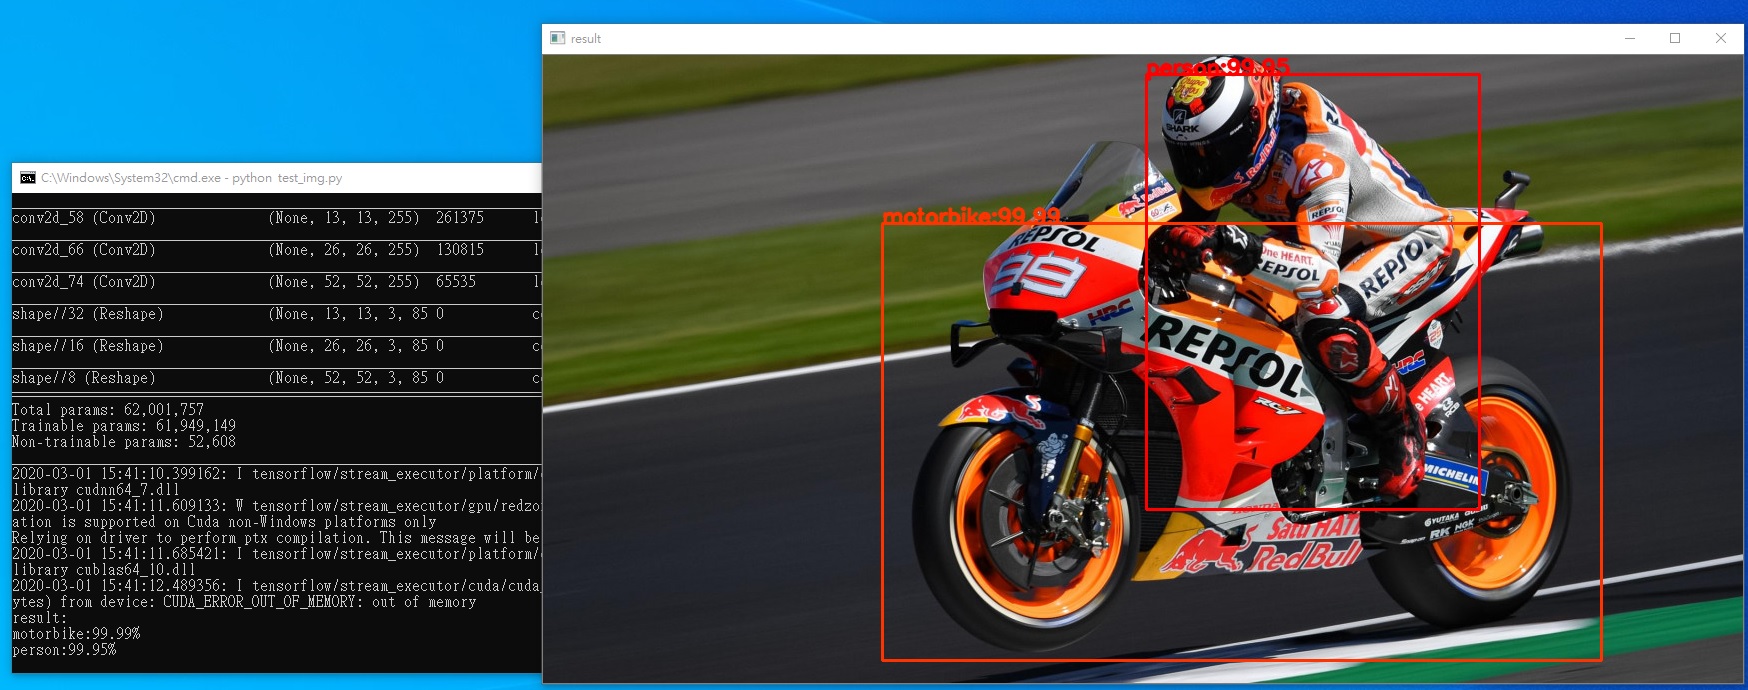 C:\Windows\System32\cmd.exe - python test_img.py
conv2d_58 (Conv2D) (None, 13, 13, 255) 261375
conv2d_66 (Conv2D) (None, 26, 26, 255) 130815
conv2d_74 (Conv2D) (None, 52, 52, 255) 65535
shape//32 (Reshape) (None, 13, 13, 3, 85 0
shape//16 (Reshape) (None, 26, 26, 3, 85 0
shape//8 (Reshape) (None, 52, 52, 3, 85 0
Total params: 62,001,757
Trainable params: 61,949,149
Non-trainable params: 52,608
2020-03-01 15:41:10.399162: I tensorflow/stream_executor/platform/
library cudnn64_7.dll
2020-03-01 15:41:11.609133: W tensorflow/stream_executor/gpu/redzo
ation is supported on Cuda non-Windows platforms only
Relying on driver to perform ptx compilation. This message will be
2020-03-01 15:41:11.685421: I tensorflow/stream_executor/platform/
library cublas64_10.dll
2020-03-01 15:41:12.489356: I tensorflow/stream_executor/cuda/cuda_
ytes) from device: CUDA_ERROR_OUT_OF_MEMORY: out of memory
result:
motorbike:99.99%
person:99.95%
result
person:99.95
motorbike:99.99
Chupa
SHARK
RedBull
Red Bull
REPSOL
REPSOL
99
One HEART.
REPSOL
REPSOL
HRC
REPSOL
RC
HRC
e HEART
MICHELIN
HONDA
YUTAKA
RK NGK
Satu HATI
Red Bull